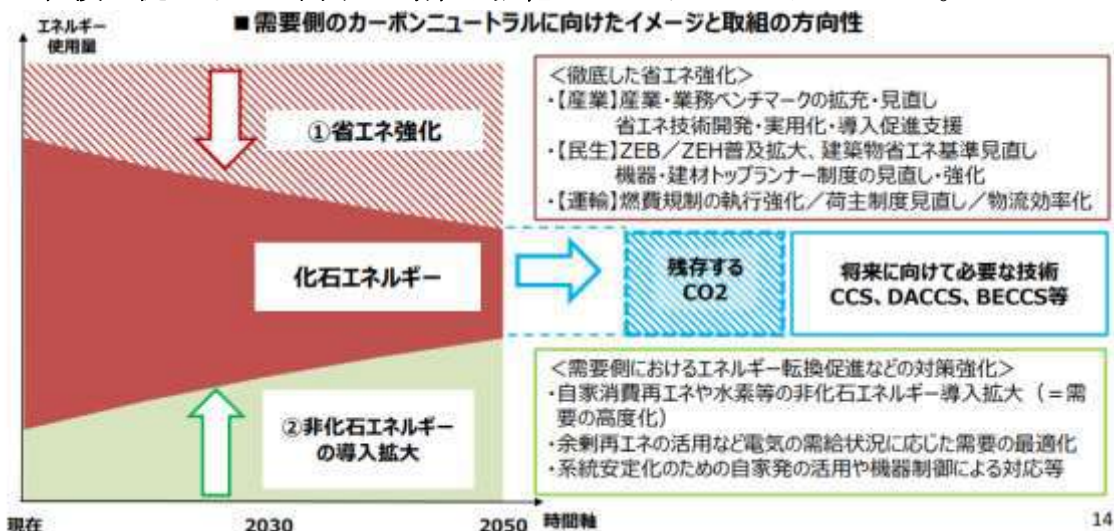 ■需要側のカーボンニュートラルに向けたイメージと取組の方向性
エネルギー
使用量
①省エネ強化
化石エネルギー
②非化石エネルギー
の導入拡大
現在
2030
2050
時間軸
<徹底した省エネ強化>
・【産業】産業・業務ベンチマークの拡充・見直し
省エネ技術開発・実用化・導入促進支援
・【民生】ZEB/ZEH普及拡大、建築物省エネ基準見直し
機器・建材トップランナー制度の見直し・強化
・【運輸】燃費規制の執行強化/荷主制度見直し/物流効率化
残存する
CO2
将来に向けて必要な技術
CCS、DACCS、BECCS等
<需要側におけるエネルギー転換促進などの対策強化>
・自家消費再エネや水素等の非化石エネルギー導入拡大(=需
要の高度化)
・余剰再エネの活用など電気の需給状況に応じた需要の最適化
・系統安定化のための自家発の活用や機器制御による対応等
14